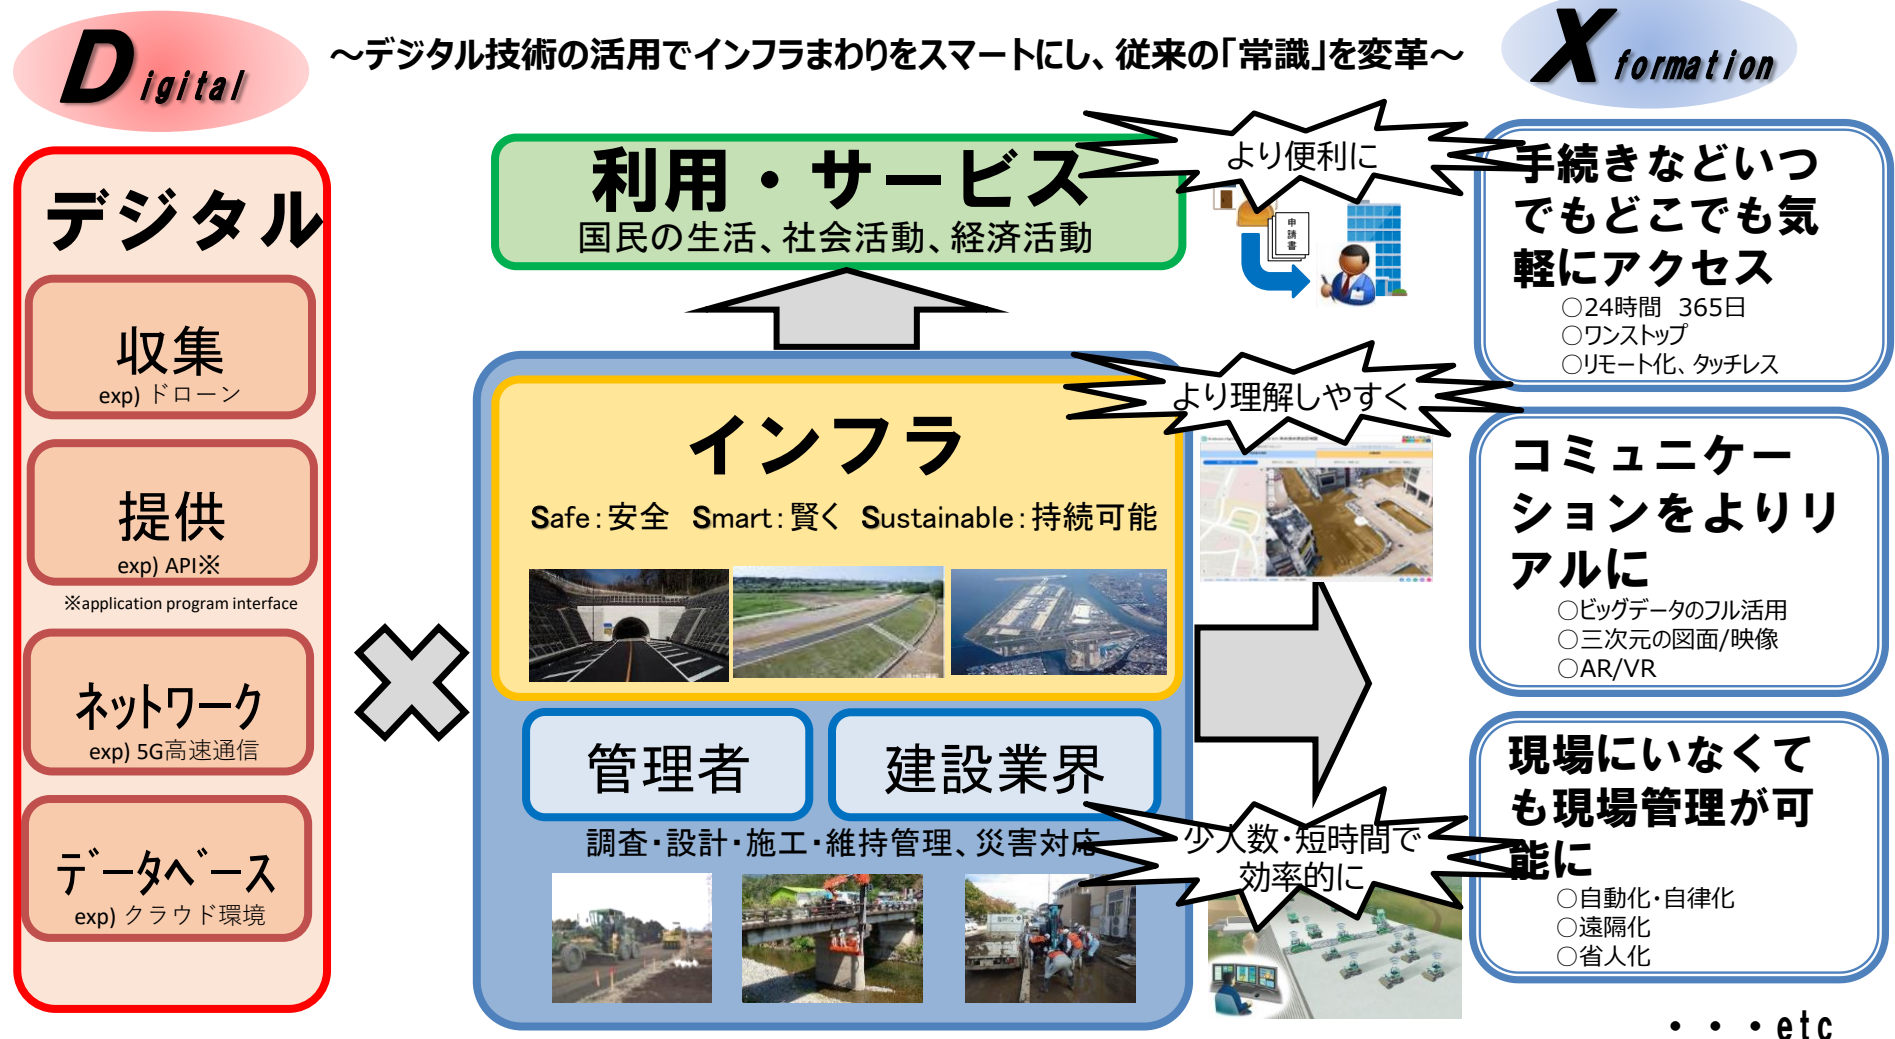 Digital
～デジタル技術の活用でインフラまわりをスマートにし、従来の「常識」を変革～
Xformation
デジタル
収集
exp) ドローン
提供
exp) API※
※application program interface
ネットワーク
exp) 5G高速通信
データベース
exp) クラウド環境
利用・サービス
国民の生活、社会活動、経済活動
インフラ
Safe：安全 Smart：賢く Sustainable：持続可能
管理者
建設業界
調査・設計・施工・維持管理、災害対応
より便利に
申請書
より理解しやすく
少人数・短時間で
効率的に
手続きなどいつ
でもどこでも気
軽にアクセス
○24時間 365日
○ワンストップ
○リモート化、タッチレス
コミュニケー
ションをよりリ
アルに
○ビッグデータのフル活用
○三次元の図面/映像
○AR/VR
現場にいなくて
も現場管理が可
能に
○自動化・自律化
○遠隔化
○省人化
・・・etc